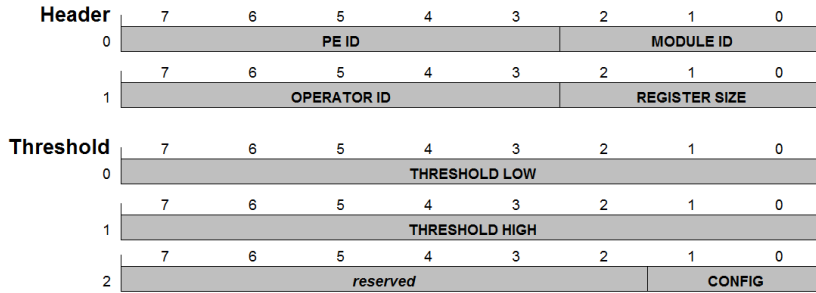 Header 7 6 5 4 3 2 1 0
0 PE ID MODULE ID
7 6 5 4 3 2 1 0
1 OPERATOR ID REGISTER SIZE
Threshold 7 6 5 4 3 2 1 0
0 THRESHOLD LOW
7 6 5 4 3 2 1 0
1 THRESHOLD HIGH
7 6 5 4 3 2 1 0
2 reserved CONFIG